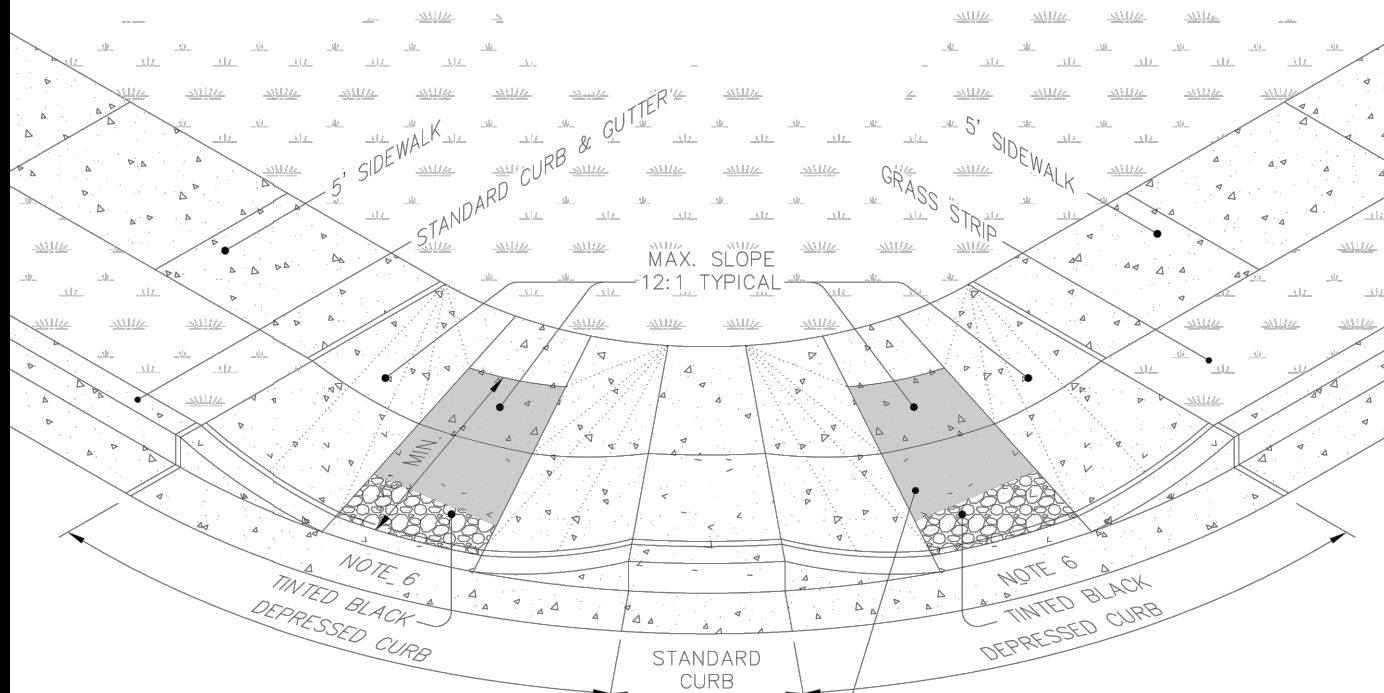 5' SIDEWALK
STANDARD CURB & GUTTER
5' SIDEWALK
GRASS STRIP
MAX. SLOPE
12:1 TYPICAL
MIN.
NOTE 6
TINTED BLACK
DEPRESSED CURB
NOTE 6
TINTED BLACK
DEPRESSED CURB
STANDARD
CURB